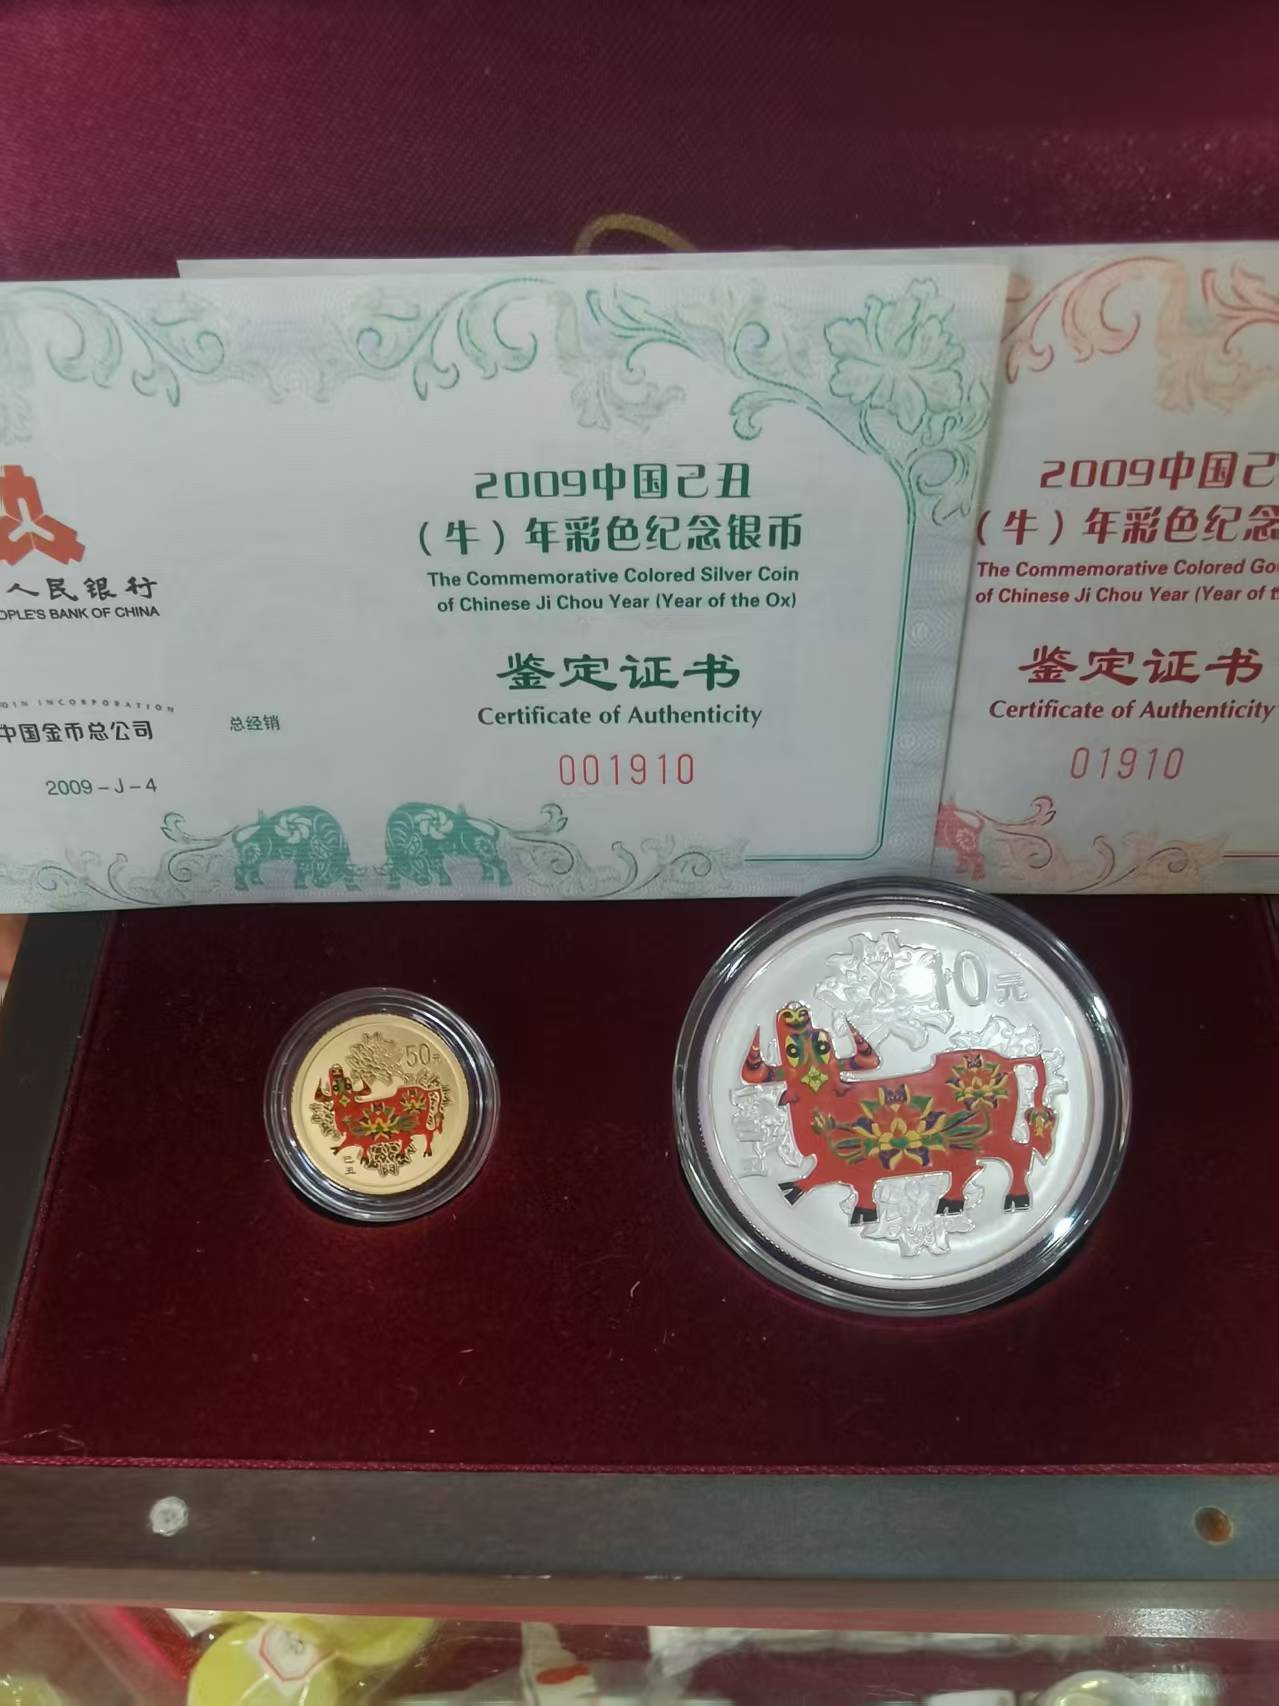 2009中国己丑
（牛）年彩色纪念银币
The Commemorative Colored Silver Coin
of Chinese Ji Chou Year (Year of the Ox)
鉴定证书
Certificate of Authenticity
001910
人民银行
OPLE'S BANK OF CHINA
OIN INCORPORATION
中国金币总公司
总经销
2009-J-4
2009中国己
（牛）年彩色纪念
The Commemorative Colored Go
of Chinese Ji Chou Year (Year of t
鉴定证书
Certificate of Authenticity
01910
50元
己丑
10元
丑